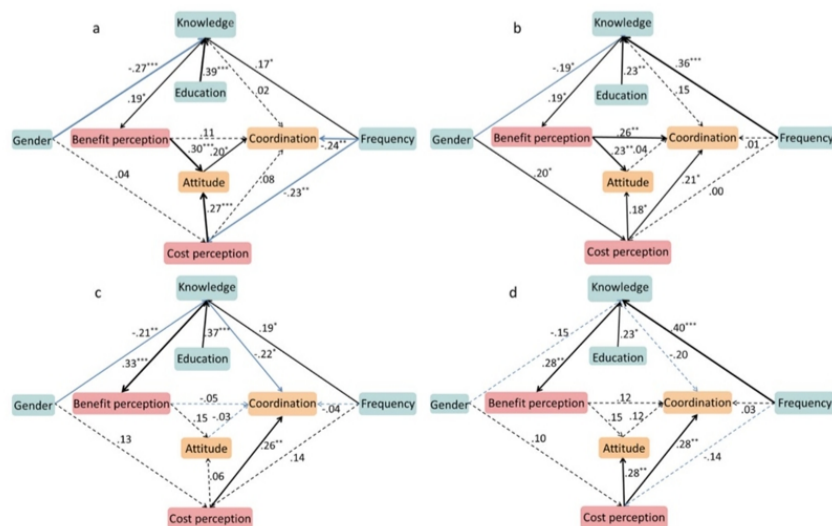 a
Knowledge
-.27***
.17*
.39***
.02
.19*
Education
Gender
Benefit perception
.11
Coordination
Frequency
-.24**
.30***
.20*
Attitude
.04
.08
-.23**
.27***
Cost perception
b
Knowledge
-.19*
.36***
.23**
.15
.19*
Education
Gender
Benefit perception
.26**
Coordination
Frequency
.01
.23**
.04
Attitude
.20*
.21*
.00
.18*
Cost perception
c
Knowledge
-.21**
.19*
.37***
-.22*
.33***
Education
Gender
Benefit perception
-.05
Coordination
Frequency
-.04
.15
-.03
Attitude
.13
.26**
.14
.06
Cost perception
d
Knowledge
-.15
.40***
.23*
-.20
.28**
Education
Gender
Benefit perception
.12
Coordination
Frequency
.03
.15
.12
Attitude
.10
.28**
-.14
.28**
Cost perception